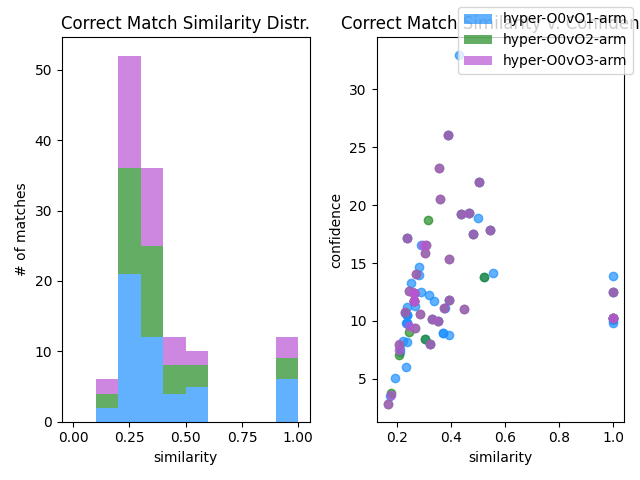 Correct Match Similarity Distr.
Correct Match Similarity v. Confiden
hyper-O0vO1-arm
hyper-O0vO2-arm
hyper-O0vO3-arm
# of matches
50
40
30
20
10
0
0.00 0.25 0.50 0.75 1.00
similarity
confidence
30
25
20
15
10
5
0.2 0.4 0.6 0.8 1.0
similarity